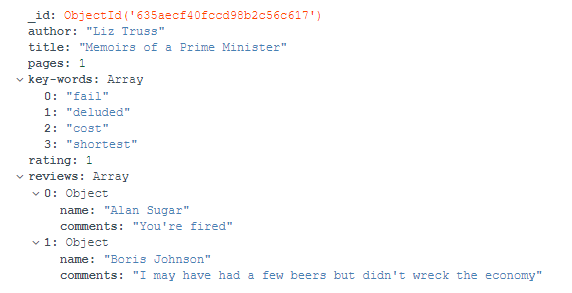 _id: ObjectId('635aecf40fccd98b2c56c617')
author: "Liz Truss"
title: "Memoirs of a Prime Minister"
pages: 1
key-words: Array
0: "fail"
1: "deluded"
2: "cost"
3: "shortest"
rating: 1
reviews: Array
0: Object
name: "Alan Sugar"
comments: "You're fired"
1: Object
name: "Boris Johnson"
comments: "I may have had a few beers but didn't wreck the economy"